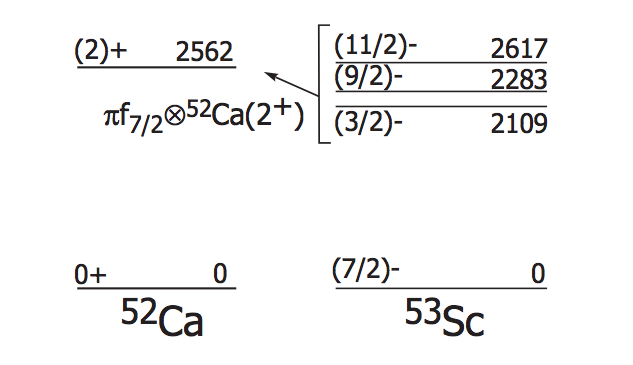 (2)+ 2562
(11/2)- 2617
(9/2)- 2283
πf7/2⊗52Ca(2+)
(3/2)- 2109
0+ 0
(7/2)- 0
52Ca
53Sc